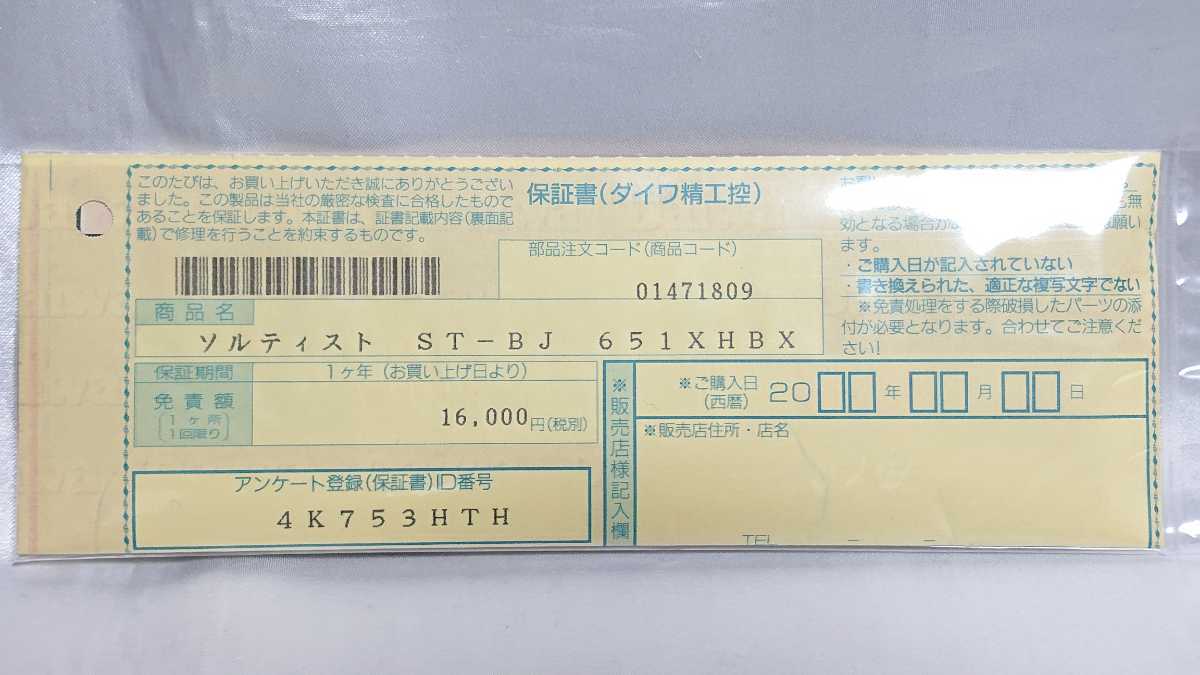 このたびは、お買い上げいただき誠にありがとうござい
ました。この製品は当社の厳密な検査に合格したもので
あることを保証します。本証書は、証書記載内容(裏面記
載)で修理を行うことを約束するものです。
保証書(ダイワ精工控)
部品注文コード(商品コード)
01471809
商品名
ソルティスト ST-BJ 651XHBX
保証期間
1ヶ年 (お買い上げ日より)
免責額
1ヶ所
1回限り
16,000円(税別)
アンケート登録(保証書)ID番号
4K753HTH
効となる場合が
ます。
・ご購入日が記入されていない
・書き換えられた、適正な複写文字でない
※免責処理をする際破損したパーツの添
付が必要となります。合わせてご注意くだ
さい!
※販売店様記入欄
※ご購入日
(西暦)
20 年 月 日
※販売店住所・店名
TEL − −